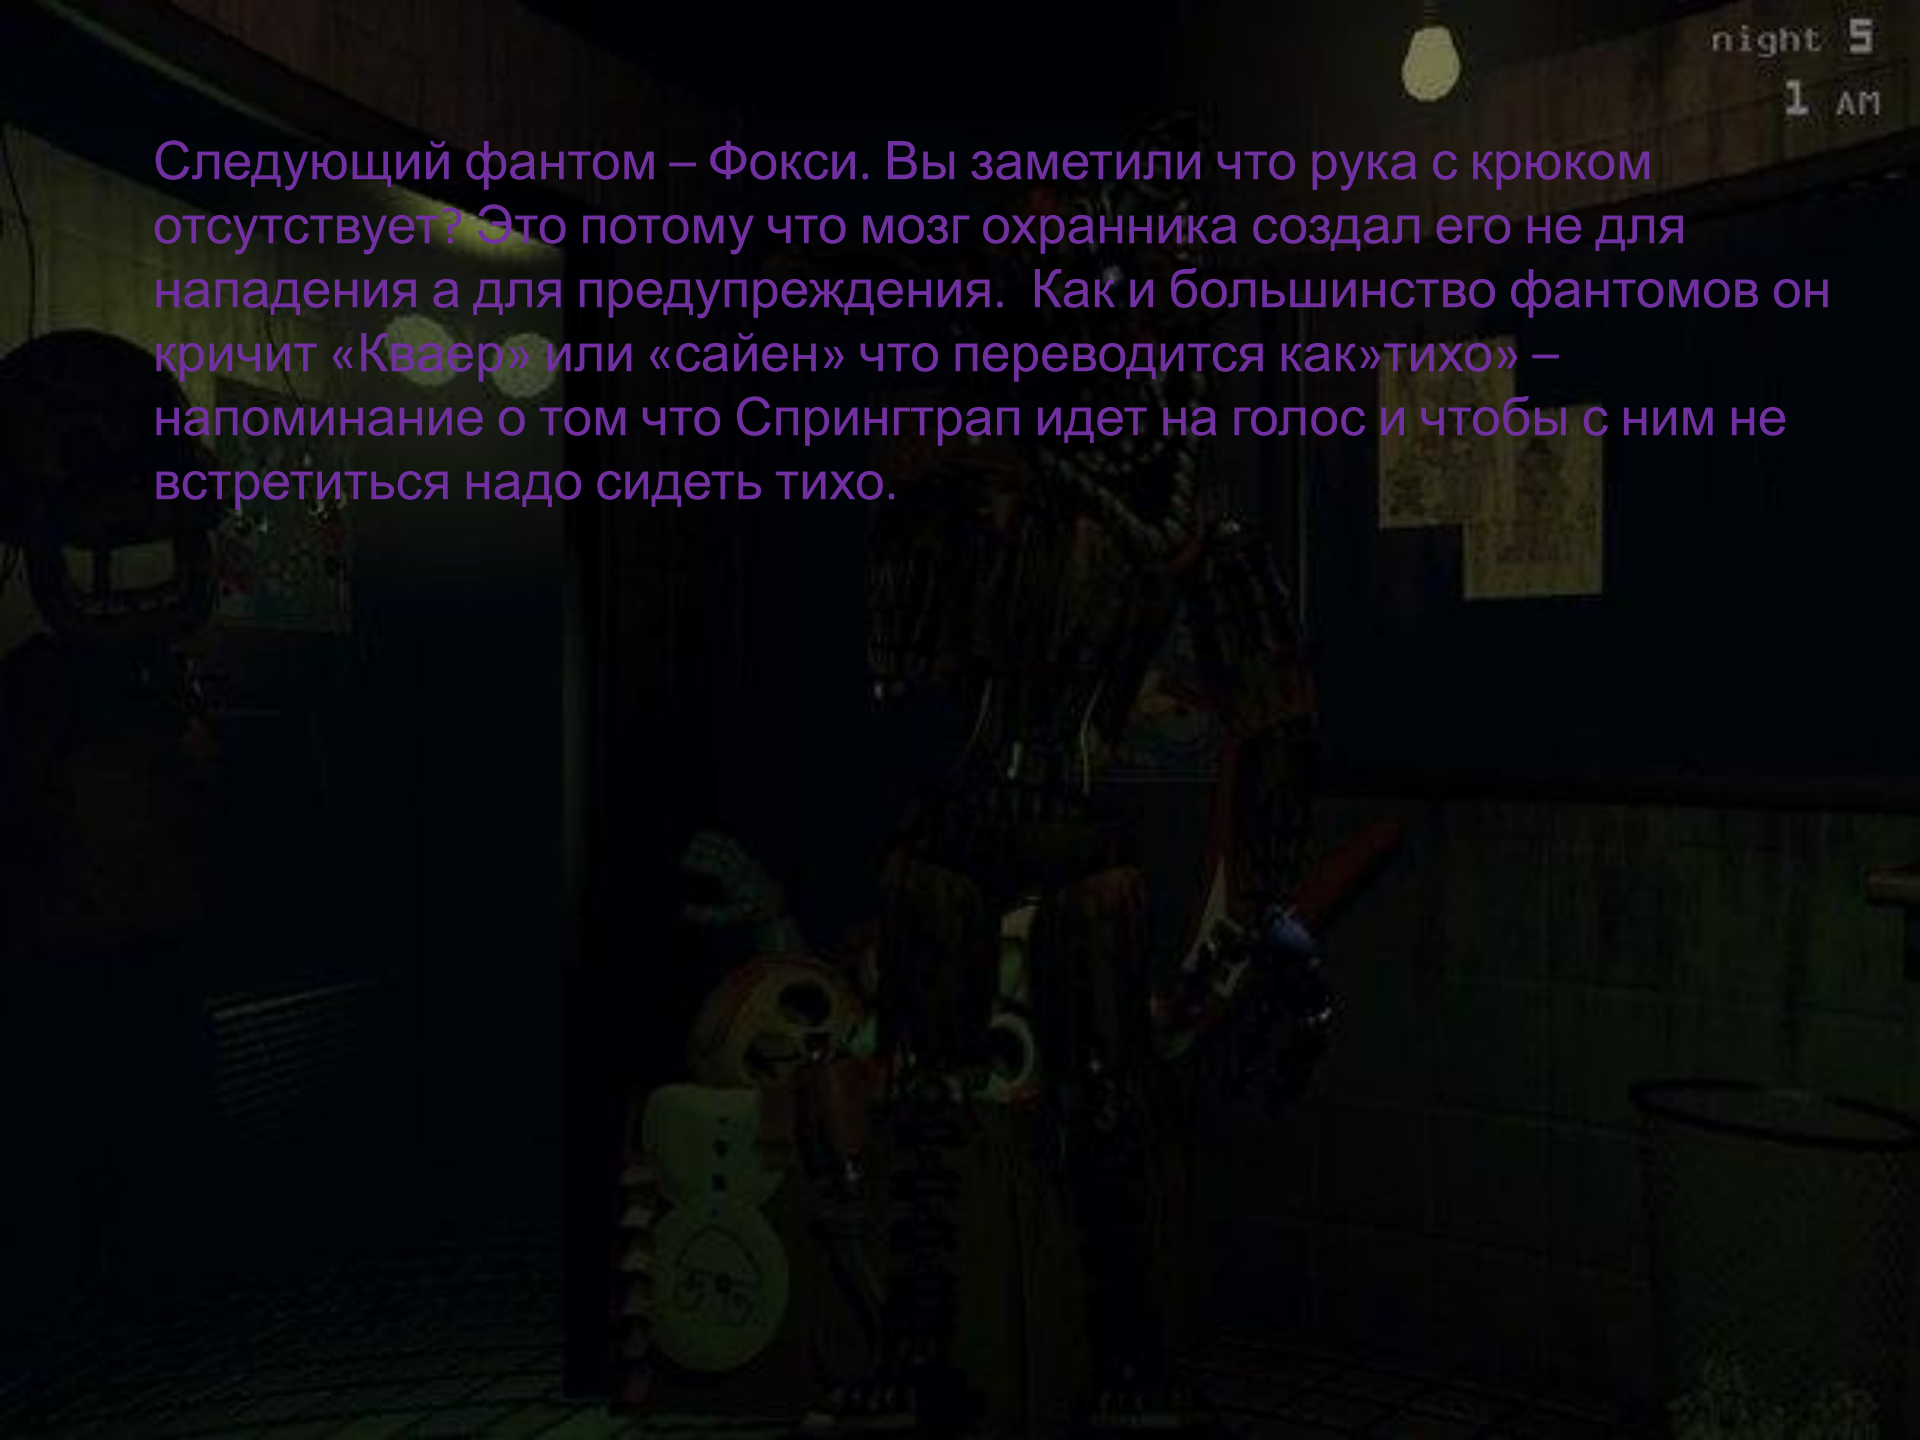 night 5
1 AM
Следующий фантом – Фокси. Вы заметили что рука с крюком
отсутствует? Это потому что мозг охранника создал его не для
нападения а для предупреждения.  Как и большинство фантомов он
кричит «Кваер» или «сайен» что переводится как»тихо» –
напоминание о том что Спрингтрап идет на голос и чтобы с ним не
встретиться надо сидеть тихо.